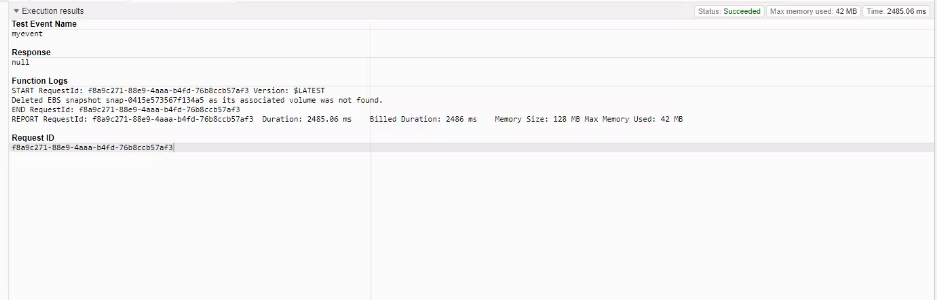 ▼ Execution results
Status: Succeeded Max memory used: 42 MB Time: 2485.06 ms
Test Event Name
myevent
Response
null
Function Logs
START RequestId: f8a9c271-88e9-4aaa-b4fd-76b8ccb57af3 Version: $LATEST
Deleted EBS snapshot snap-0415e573567f134a5 as its associated volume was not found.
END RequestId: f8a9c271-88e9-4aaa-b4fd-76b8ccb57af3
REPORT RequestId: f8a9c271-88e9-4aaa-b4fd-76b8ccb57af3 Duration: 2485.06 ms Billed Duration: 2486 ms Memory Size: 128 MB Max Memory Used: 42 MB
Request ID
f8a9c271-88e9-4aaa-b4fd-76b8ccb57af3